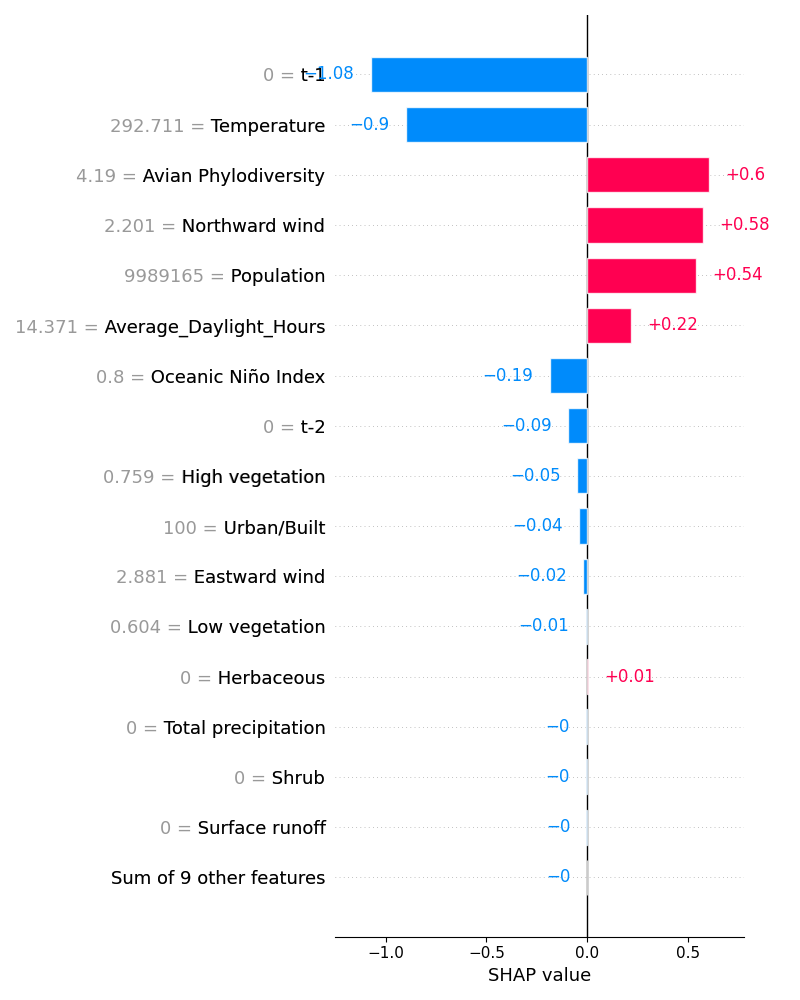 0 = t-1 −1.08
292.711 = Temperature −0.9
4.19 = Avian Phylodiversity +0.6
2.201 = Northward wind +0.58
9989165 = Population +0.54
14.371 = Average_Daylight_Hours +0.22
0.8 = Oceanic Niño Index −0.19
0 = t-2 −0.09
0.759 = High vegetation −0.05
100 = Urban/Built −0.04
2.881 = Eastward wind −0.02
0.604 = Low vegetation −0.01
0 = Herbaceous +0.01
0 = Total precipitation −0
0 = Shrub −0
0 = Surface runoff −0
Sum of 9 other features −0
−1.0 −0.5 0.0 0.5
SHAP value